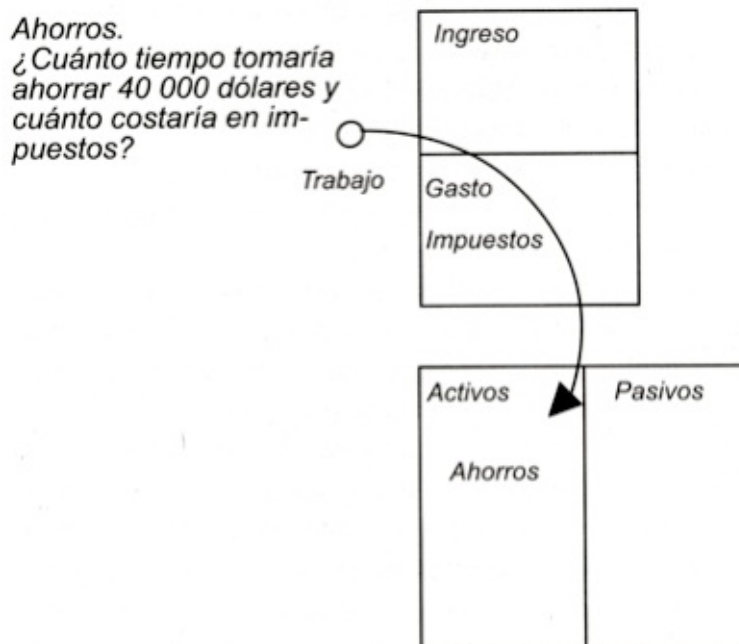 Ahorros.
¿Cuánto tiempo tomaría
ahorrar 40 000 dólares y
cuánto costaría en im-
puestos?
Trabajo
Ingreso
Gasto
Impuestos
Activos
Pasivos
Ahorros